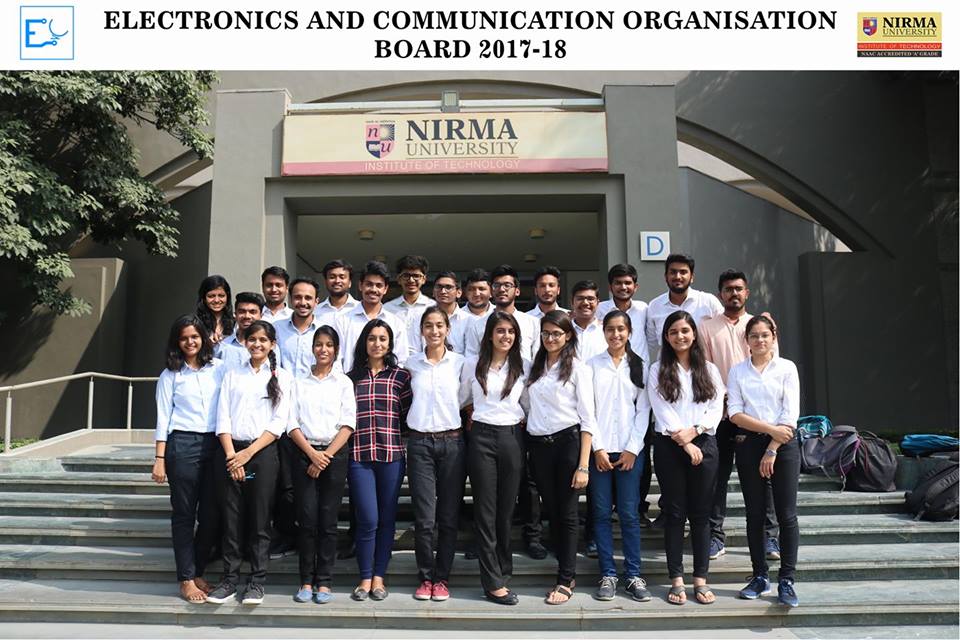 ELECTRONICS AND COMMUNICATION ORGANISATION
BOARD 2017-18
NIRMA
UNIVERSITY
INSTITUTE OF TECHNOLOGY
NAAC ACCREDITED 'A' GRADE
NIRMA
UNIVERSITY
INSTITUTE OF TECHNOLOGY
D